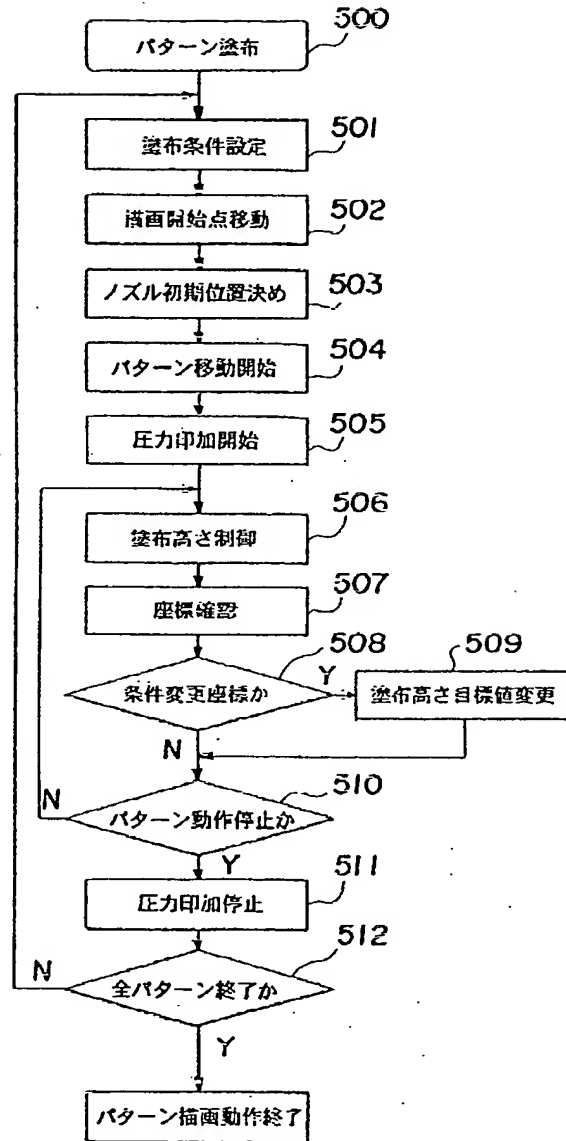 パターン塗布
500
塗布条件設定
501
描画開始点移動
502
ノズル初期位置決め
503
パターン移動開始
504
圧力印加開始
505
塗布高さ制御
506
座標確認
507
条件変更座標か
508
Y
塗布高さ目標値変更
509
N
パターン動作停止か
510
N
Y
圧力印加停止
511
全パターン終了か
512
N
Y
パターン描画動作終了